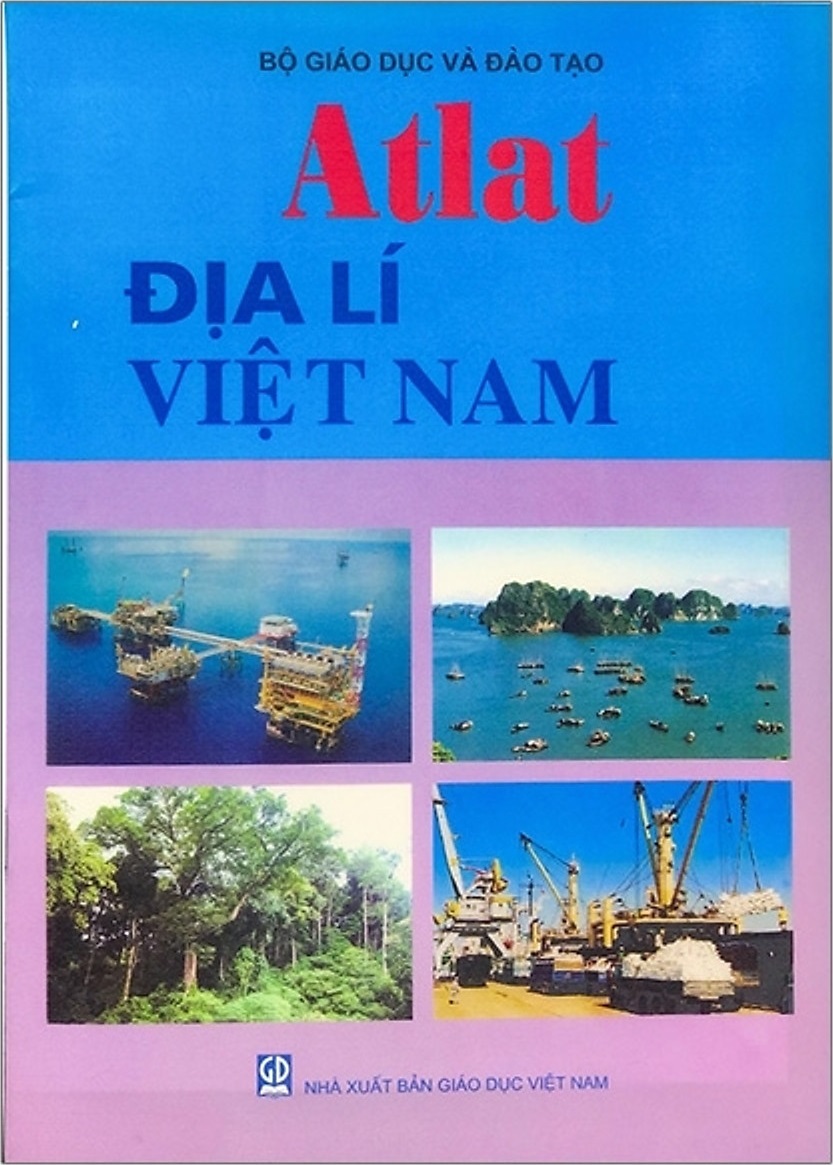 BỘ GIÁO DỤC VÀ ĐÀO TẠO
Atlat
ĐỊA LÍ
VIỆT NAM
GD
NHÀ XUẤT BẢN GIÁO DỤC VIỆT NAM